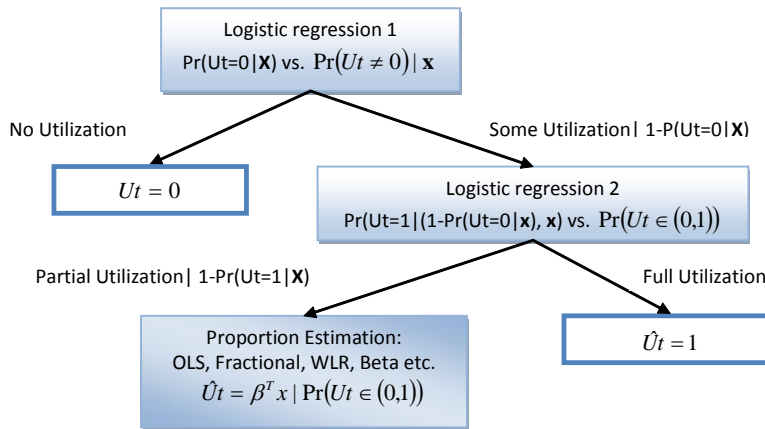 Logistic regression 1
Pr(Ut=0|X) vs. Pr(Ut ≠ 0) | x
No Utilization
Some Utilization| 1-P(Ut=0|X)
Ut = 0
Logistic regression 2
Pr(Ut=1|(1-Pr(Ut=0|x), x) vs. Pr(Ut ∈ (0,1))
Partial Utilization| 1-Pr(Ut=1|X)
Full Utilization
Proportion Estimation:
OLS, Fractional, WLR, Beta etc.
Ût = βᵀ x | Pr(Ut ∈ (0,1))
Ût = 1